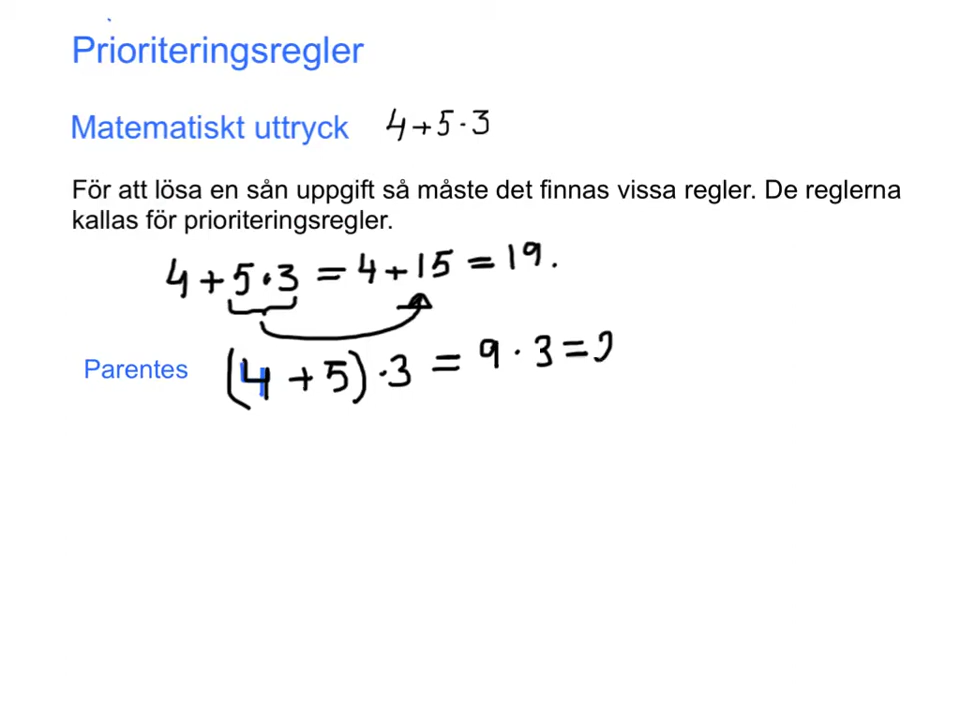 Prioriteringsregler
Matematiskt uttryck 4+5·3
För att lösa en sån uppgift så måste det finnas vissa regler. De reglerna
kallas för prioriteringsregler.
4+5·3 = 4+15 = 19.
Parentes (4 + 5)·3 = 9·3=